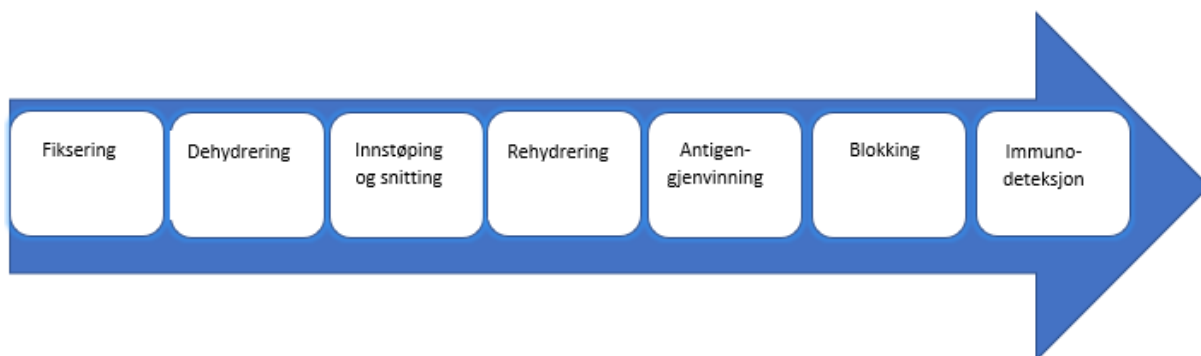 Fiksering
Dehydrering
Innstøping
og snitting
Rehydrering
Antigen-
gjenvinning
Blokking
Immuno-
deteksjon